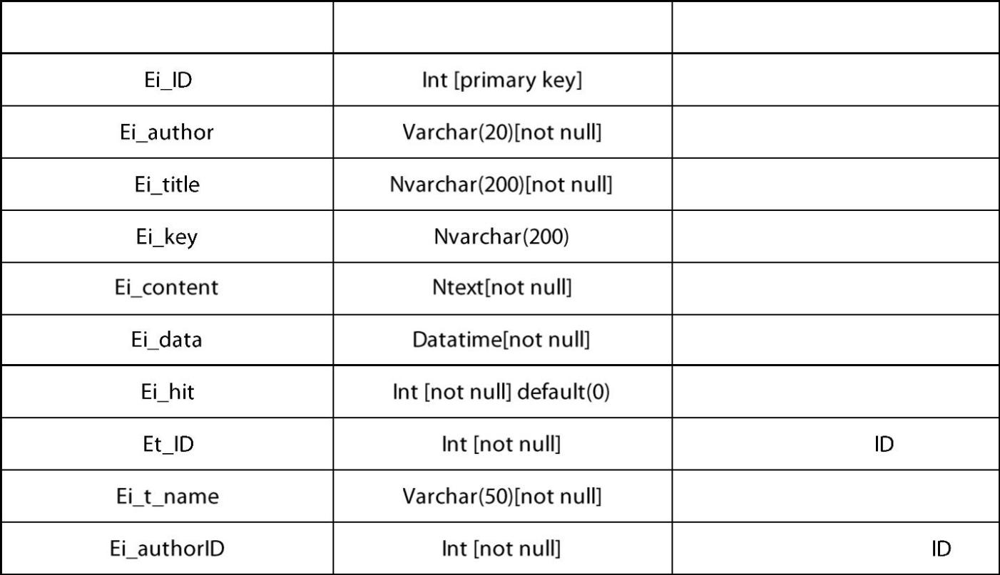 Ei_ID Int [primary key]
Ei_author Varchar(20)[not null]
Ei_title Nvarchar(200)[not null]
Ei_key Nvarchar(200)
Ei_content Ntext[not null]
Ei_data Datatime[not null]
Ei_hit Int [not null] default(0)
Et_ID Int [not null] ID
Ei_t_name Varchar(50)[not null]
Ei_authorID Int [not null] ID